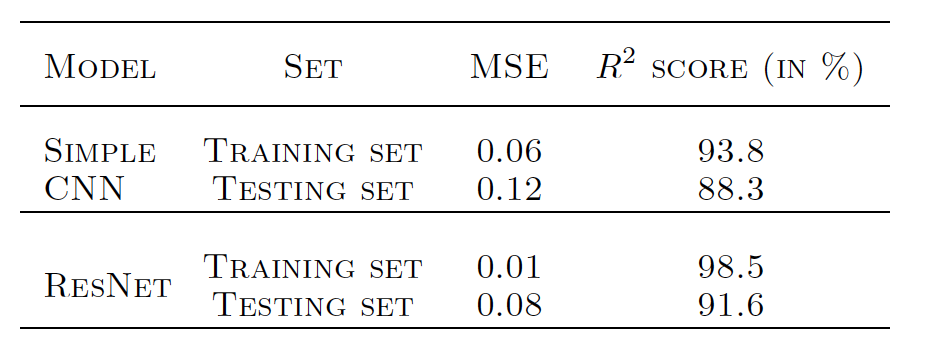 Model Set MSE R² score (in %)
Simple Training set 0.06 93.8
CNN Testing set 0.12 88.3
ResNet
Training set 0.01 98.5
Testing set 0.08 91.6